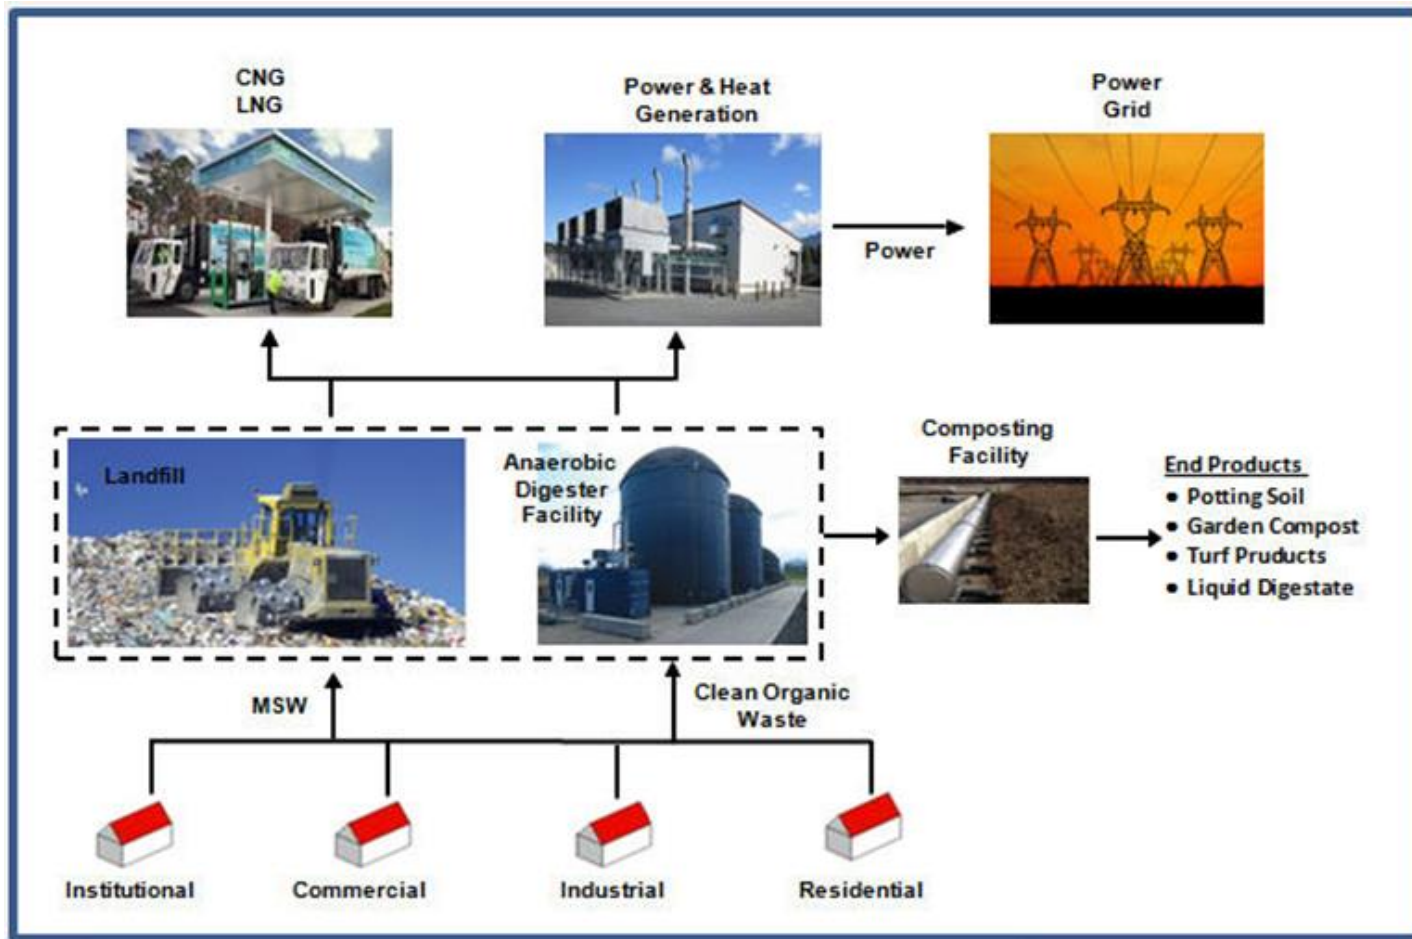 CNG
LNG
Power & Heat
Generation
Power
Grid
Power
Landfill
Anaerobic
Digester
Facility
Composting
Facility
End Products
• Potting Soil
• Garden Compost
• Turf Pruducts
• Liquid Digestate
MSW
Clean Organic
Waste
Institutional
Commercial
Industrial
Residential